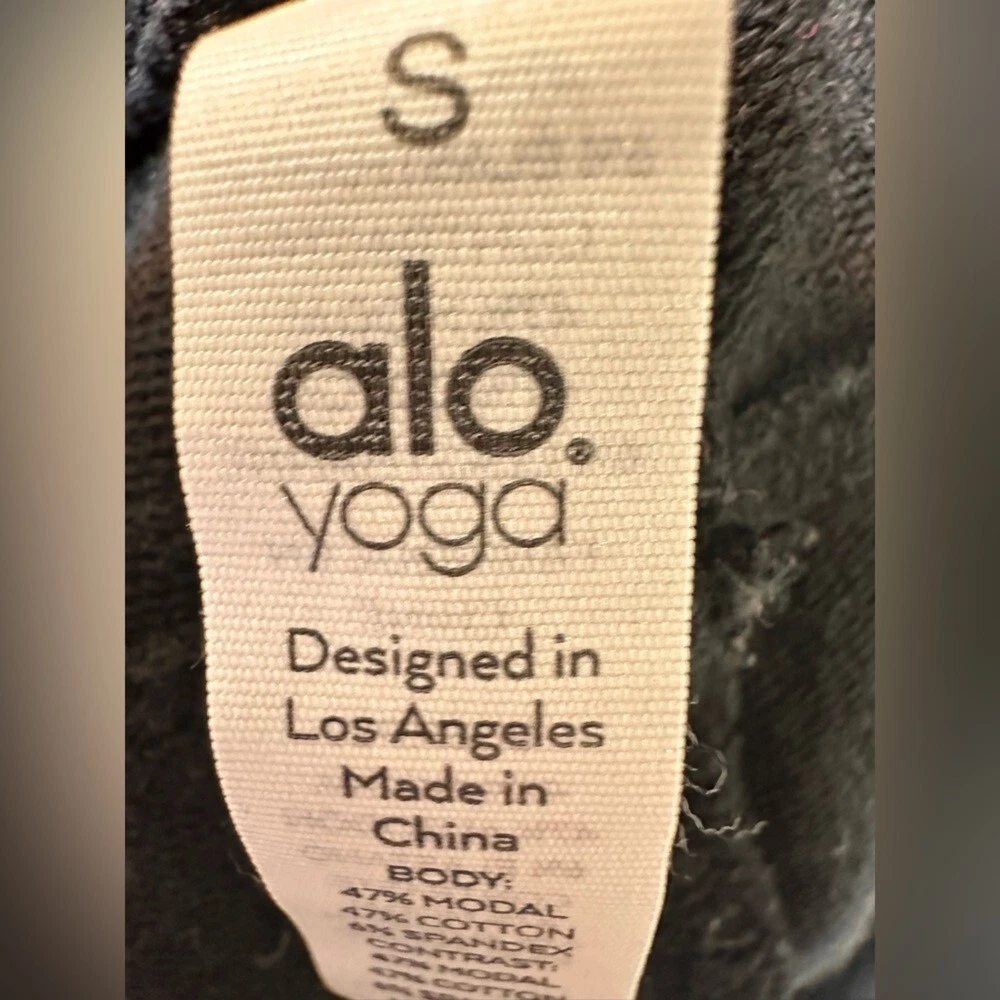 S
alo.
yoga
Designed in
Los Angeles
Made in
China
BODY:
47% MODAL
47% COTTON
6% SPANDEX
CONTRAST:
47% MODAL
47% COTTON
6%